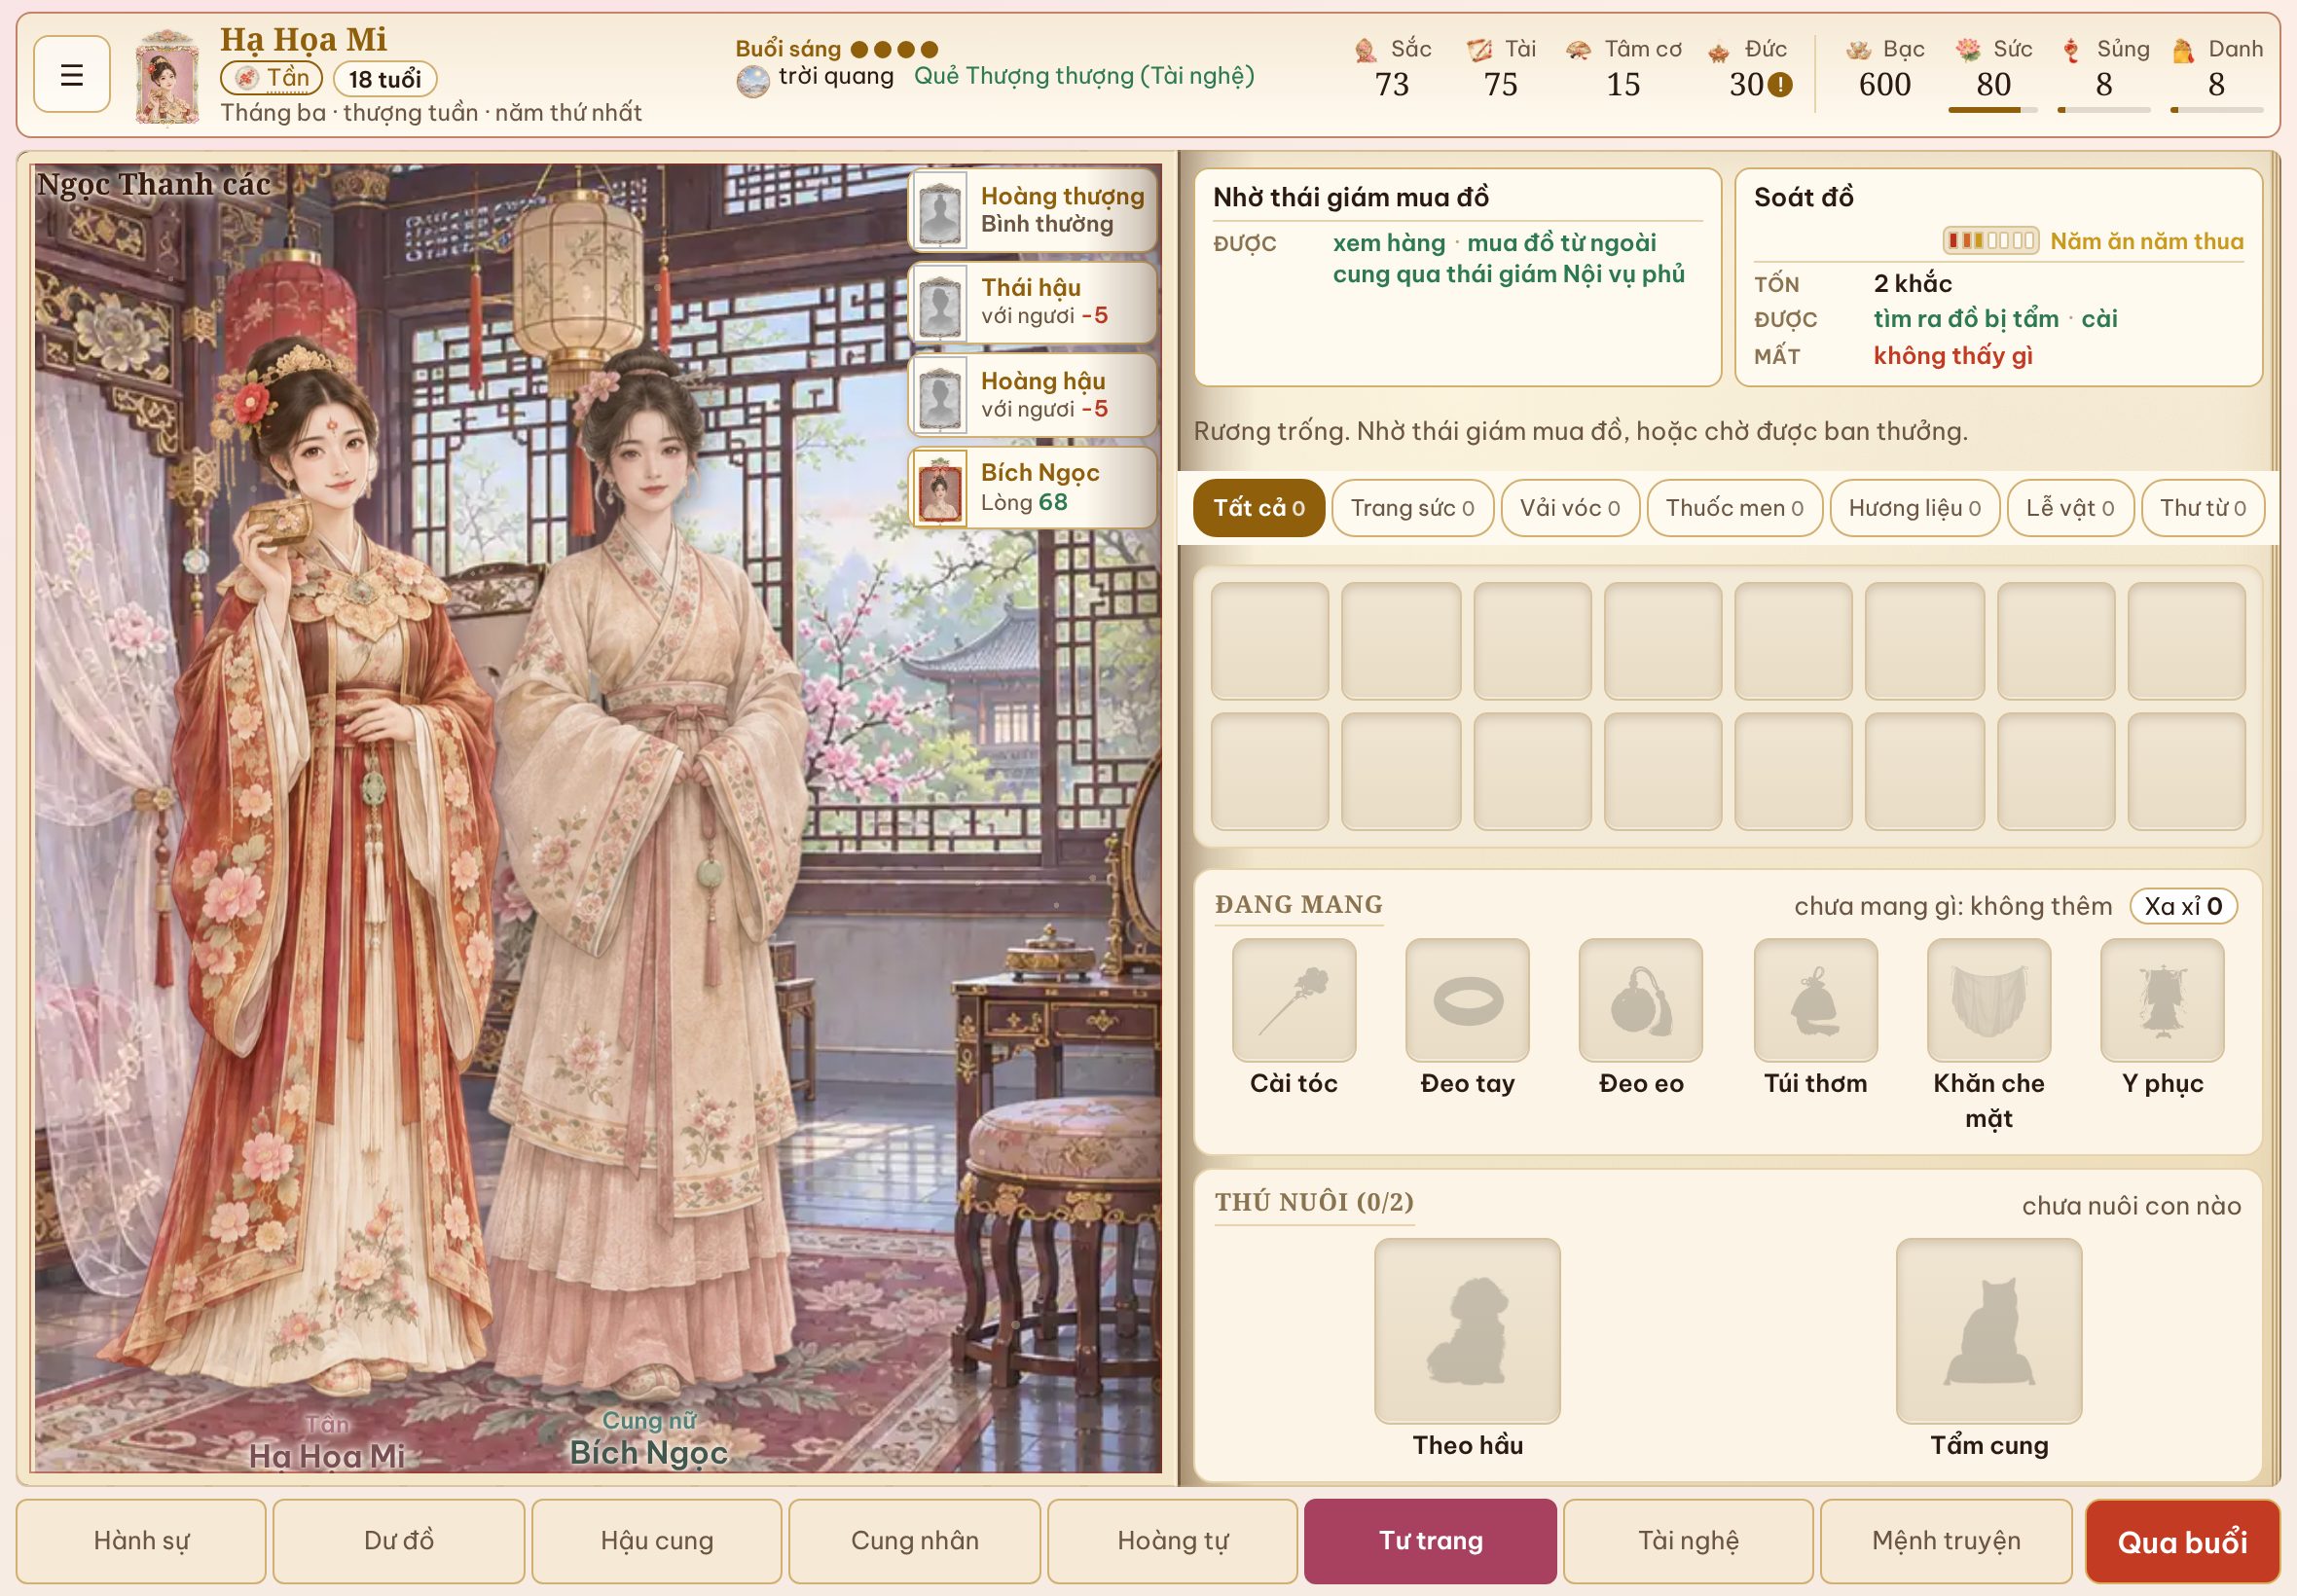 Hạ Họa Mi
Tần
18 tuổi
Tháng ba · thượng tuần · năm thứ nhất
Buổi sáng
trời quang
Quẻ Thượng thượng (Tài nghệ)
Sắc
73
Tài
75
Tâm cơ
15
Đức
30!
Bạc
600
Sức
80
Sủng
8
Danh
8
Ngọc Thanh các
Hoàng thượng
Bình thường
Thái hậu
với ngươi -5
Hoàng hậu
với ngươi -5
Bích Ngọc
Lòng 68
Tần
Hạ Họa Mi
Cung nữ
Bích Ngọc
Nhờ thái giám mua đồ
ĐƯỢC xem hàng · mua đồ từ ngoài
cung qua thái giám Nội vụ phủ
Soát đồ
Năm ăn năm thua
TỐN 2 khắc
ĐƯỢC tìm ra đồ bị tẩm · cài
MẤT không thấy gì
Rương trống. Nhờ thái giám mua đồ, hoặc chờ được ban thưởng.
Tất cả 0
Trang sức 0
Vải vóc 0
Thuốc men 0
Hương liệu 0
Lễ vật 0
Thư từ 0
ĐANG MANG
chưa mang gì: không thêm
Xa xỉ 0
Cài tóc
Đeo tay
Đeo eo
Túi thơm
Khăn che
mặt
Y phục
THÚ NUÔI (0/2)
chưa nuôi con nào
Theo hầu
Tẩm cung
Hành sự
Dư đồ
Hậu cung
Cung nhân
Hoàng tự
Tư trang
Tài nghệ
Mệnh truyện
Qua buổi